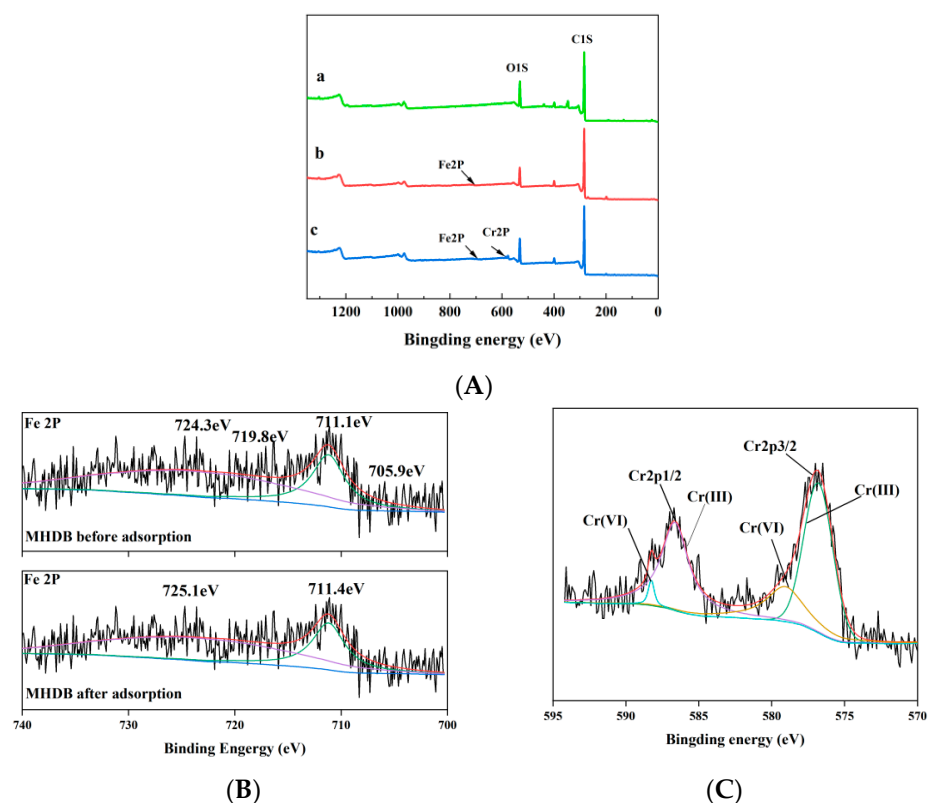 C1S
O1S
a
b
Fe2P
c
Fe2P
Cr2P
1200 1000 800 600 400 200 0
Bingding energy (eV)
(A)
Fe 2P
724.3eV
719.8eV
711.1eV
705.9eV
MHDB before adsorption
Fe 2P
725.1eV
711.4eV
MHDB after adsorption
740 730 720 710 700
Binding Engergy (eV)
(B)
Cr2p3/2
Cr2p1/2
Cr(III)
Cr(III)
Cr(VI)
Cr(VI)
595 590 585 580 575 570
Bingding energy (eV)
(C)